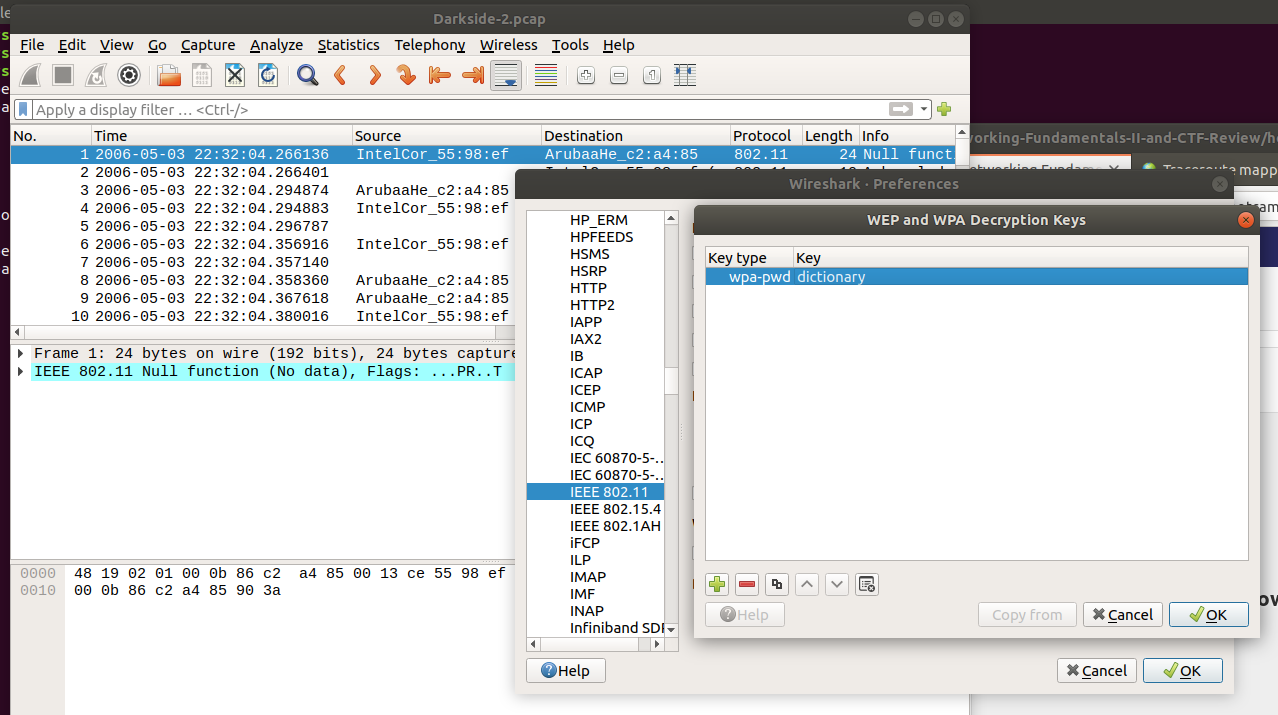 le
Darkside-2.pcap
File Edit View Go Capture Analyze Statistics Telephony Wireless Tools Help
Apply a display filter … <Ctrl-/>
No. Time Source Destination Protocol Length Info
1 2006-05-03 22:32:04.266136 IntelCor_55:98:ef ArubaaHe_c2:a4:85 802.11 24 Null funct
2 2006-05-03 22:32:04.266401
3 2006-05-03 22:32:04.294874 ArubaaHe_c2:a4:85
4 2006-05-03 22:32:04.294883 IntelCor_55:98:ef
5 2006-05-03 22:32:04.296787
6 2006-05-03 22:32:04.356916 IntelCor_55:98:ef
7 2006-05-03 22:32:04.357140
8 2006-05-03 22:32:04.358360 ArubaaHe_c2:a4:85
9 2006-05-03 22:32:04.367618 ArubaaHe_c2:a4:85
10 2006-05-03 22:32:04.380016 IntelCor_55:98:ef
Frame 1: 24 bytes on wire (192 bits), 24 bytes capture
IEEE 802.11 Null function (No data), Flags: ...PR..T
0000 48 19 02 01 00 0b 86 c2 a4 85 00 13 ce 55 98 ef
0010 00 0b 86 c2 a4 85 90 3a
Wireshark · Preferences
HP_ERM
HPFEEDS
HSMS
HSRP
HTTP
HTTP2
IAPP
IAX2
IB
ICAP
ICEP
ICMP
ICP
ICQ
IEC 60870-5-…
IEC 60870-5-…
IEEE 802.11
IEEE 802.15.4
IEEE 802.1AH
iFCP
ILP
IMAP
IMF
INAP
Infiniband SDP
Help Cancel OK
WEP and WPA Decryption Keys
Key type Key
wpa-pwd dictionary
Help Copy from Cancel OK
working-Fundamentals-II-and-CTF-Review/h
Traceroute mapp